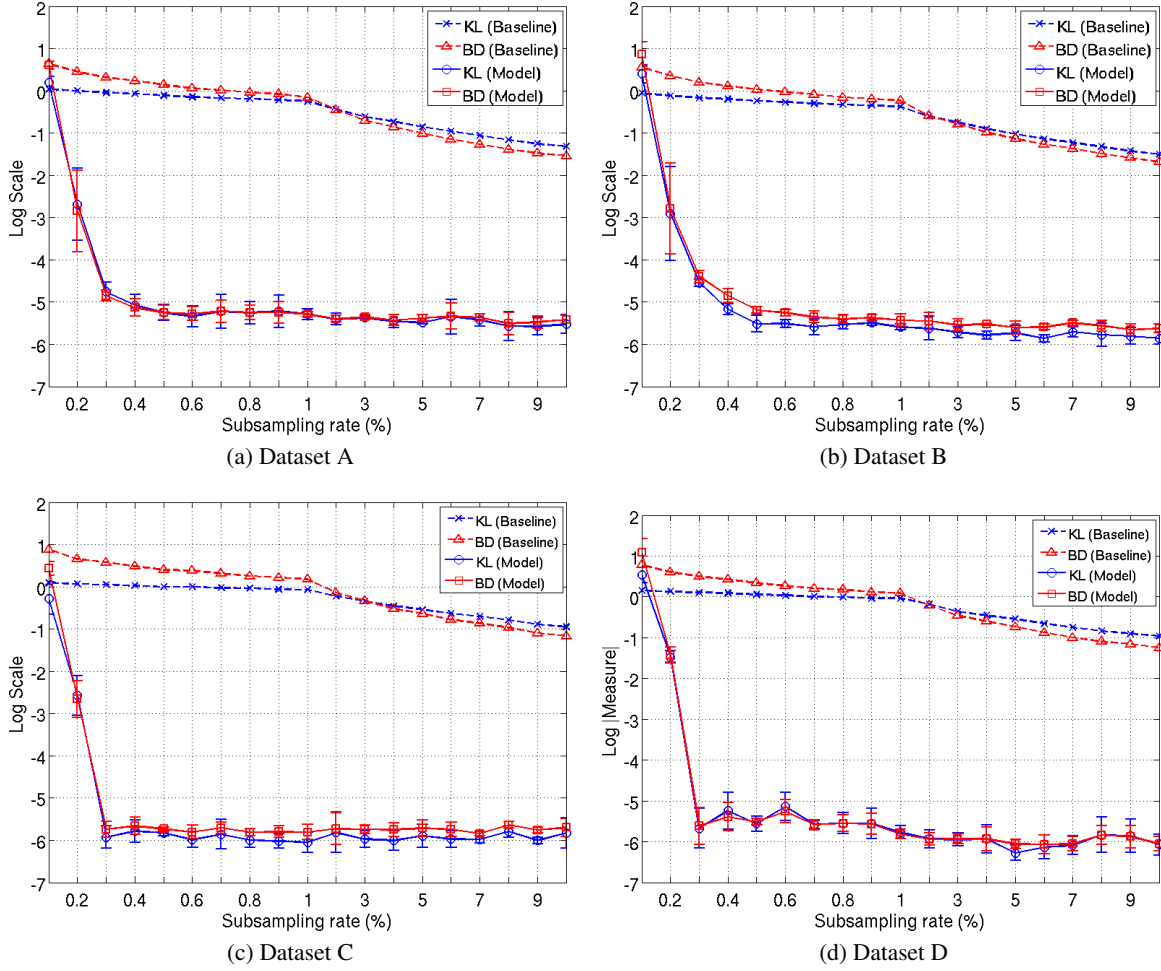 KL (Baseline)
BD (Baseline)
KL (Model)
BD (Model)
2
1
0
-1
-2
-3
-4
-5
-6
-7
Log Scale
0.2 0.4 0.6 0.8 1 3 5 7 9
Subsampling rate (%)
(a) Dataset A
KL (Baseline)
BD (Baseline)
KL (Model)
BD (Model)
2
1
0
-1
-2
-3
-4
-5
-6
-7
Log Scale
0.2 0.4 0.6 0.8 1 3 5 7 9
Subsampling rate (%)
(b) Dataset B
KL (Baseline)
BD (Baseline)
KL (Model)
BD (Model)
2
1
0
-1
-2
-3
-4
-5
-6
-7
Log Scale
0.2 0.4 0.6 0.8 1 3 5 7 9
Subsampling rate (%)
(c) Dataset C
KL (Baseline)
BD (Baseline)
KL (Model)
BD (Model)
2
1
0
-1
-2
-3
-4
-5
-6
-7
Log |Measure|
0.2 0.4 0.6 0.8 1 3 5 7 9
Subsampling rate (%)
(d) Dataset D